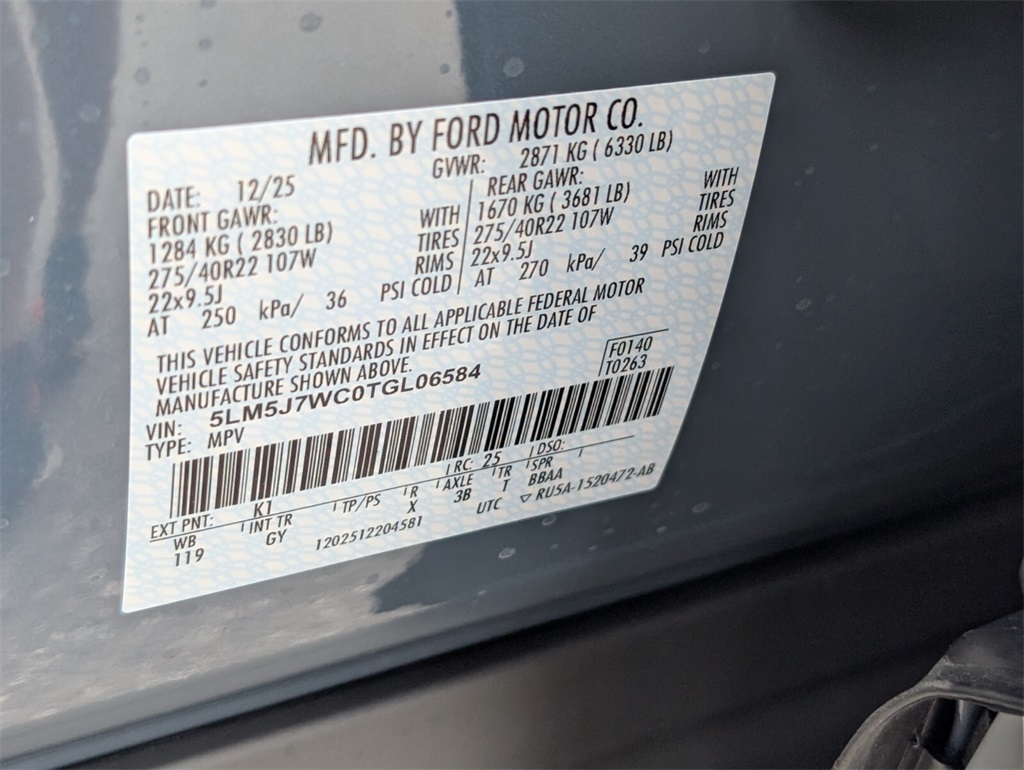 MFD. BY FORD MOTOR CO.
DATE: 12/25
GVWR: 2871 KG ( 6330 LB)
FRONT GAWR:
1284 KG ( 2830 LB) WITH
275/40R22 107W TIRES
22x9.5J RIMS
AT 250 kPa/ 36 PSI COLD
REAR GAWR:
1670 KG ( 3681 LB) WITH
275/40R22 107W TIRES
22x9.5J RIMS
AT 270 kPa/ 39 PSI COLD
THIS VEHICLE CONFORMS TO ALL APPLICABLE FEDERAL MOTOR
VEHICLE SAFETY STANDARDS IN EFFECT ON THE DATE OF
MANUFACTURE SHOWN ABOVE.
F0140
T0263
VIN: 5LM5J7WC0TGL06584
TYPE: MPV
EXT PNT: K1 RC: 25 DSO:
WB INT TR TP/PS R AXLE TR SPR
119 GY X 3B T BBAA
1202512204581 UTC ▽ RU5A-1520472-AB